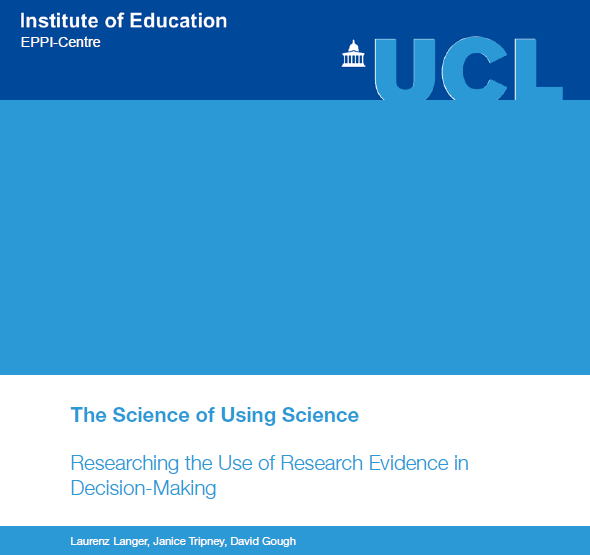 Institute of Education
EPPI-Centre
UCL
The Science of Using Science
Researching the Use of Research Evidence in
Decision-Making
Laurenz Langer, Janice Tripney, David Gough